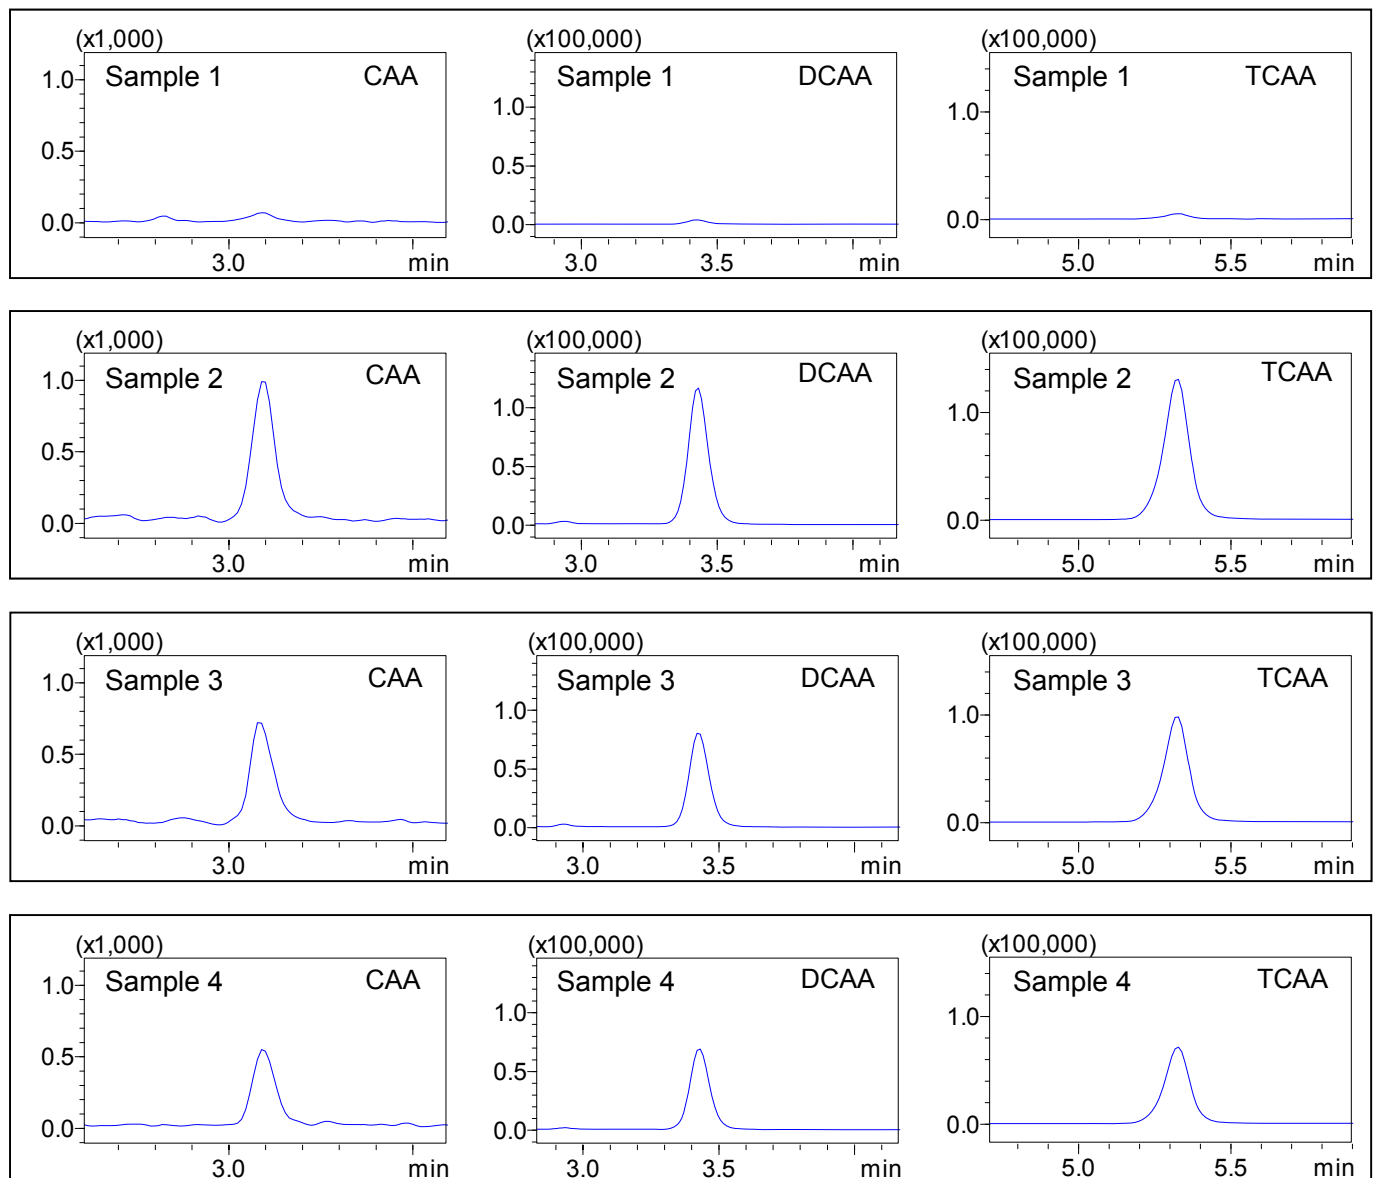 (x1,000) (x100,000) (x100,000)
Sample 1 CAA Sample 1 DCAA Sample 1 TCAA
1.0 1.0 1.0
0.5 0.5
0.0 0.0 0.0
3.0 min 3.0 3.5 min 5.0 5.5 min
(x1,000) (x100,000) (x100,000)
Sample 2 CAA Sample 2 DCAA Sample 2 TCAA
1.0 1.0 1.0
0.5 0.5
0.0 0.0 0.0
3.0 min 3.0 3.5 min 5.0 5.5 min
(x1,000) (x100,000) (x100,000)
Sample 3 CAA Sample 3 DCAA Sample 3 TCAA
1.0 1.0 1.0
0.5 0.5
0.0 0.0 0.0
3.0 min 3.0 3.5 min 5.0 5.5 min
(x1,000) (x100,000) (x100,000)
Sample 4 CAA Sample 4 DCAA Sample 4 TCAA
1.0 1.0 1.0
0.5 0.5
0.0 0.0 0.0
3.0 min 3.0 3.5 min 5.0 5.5 min